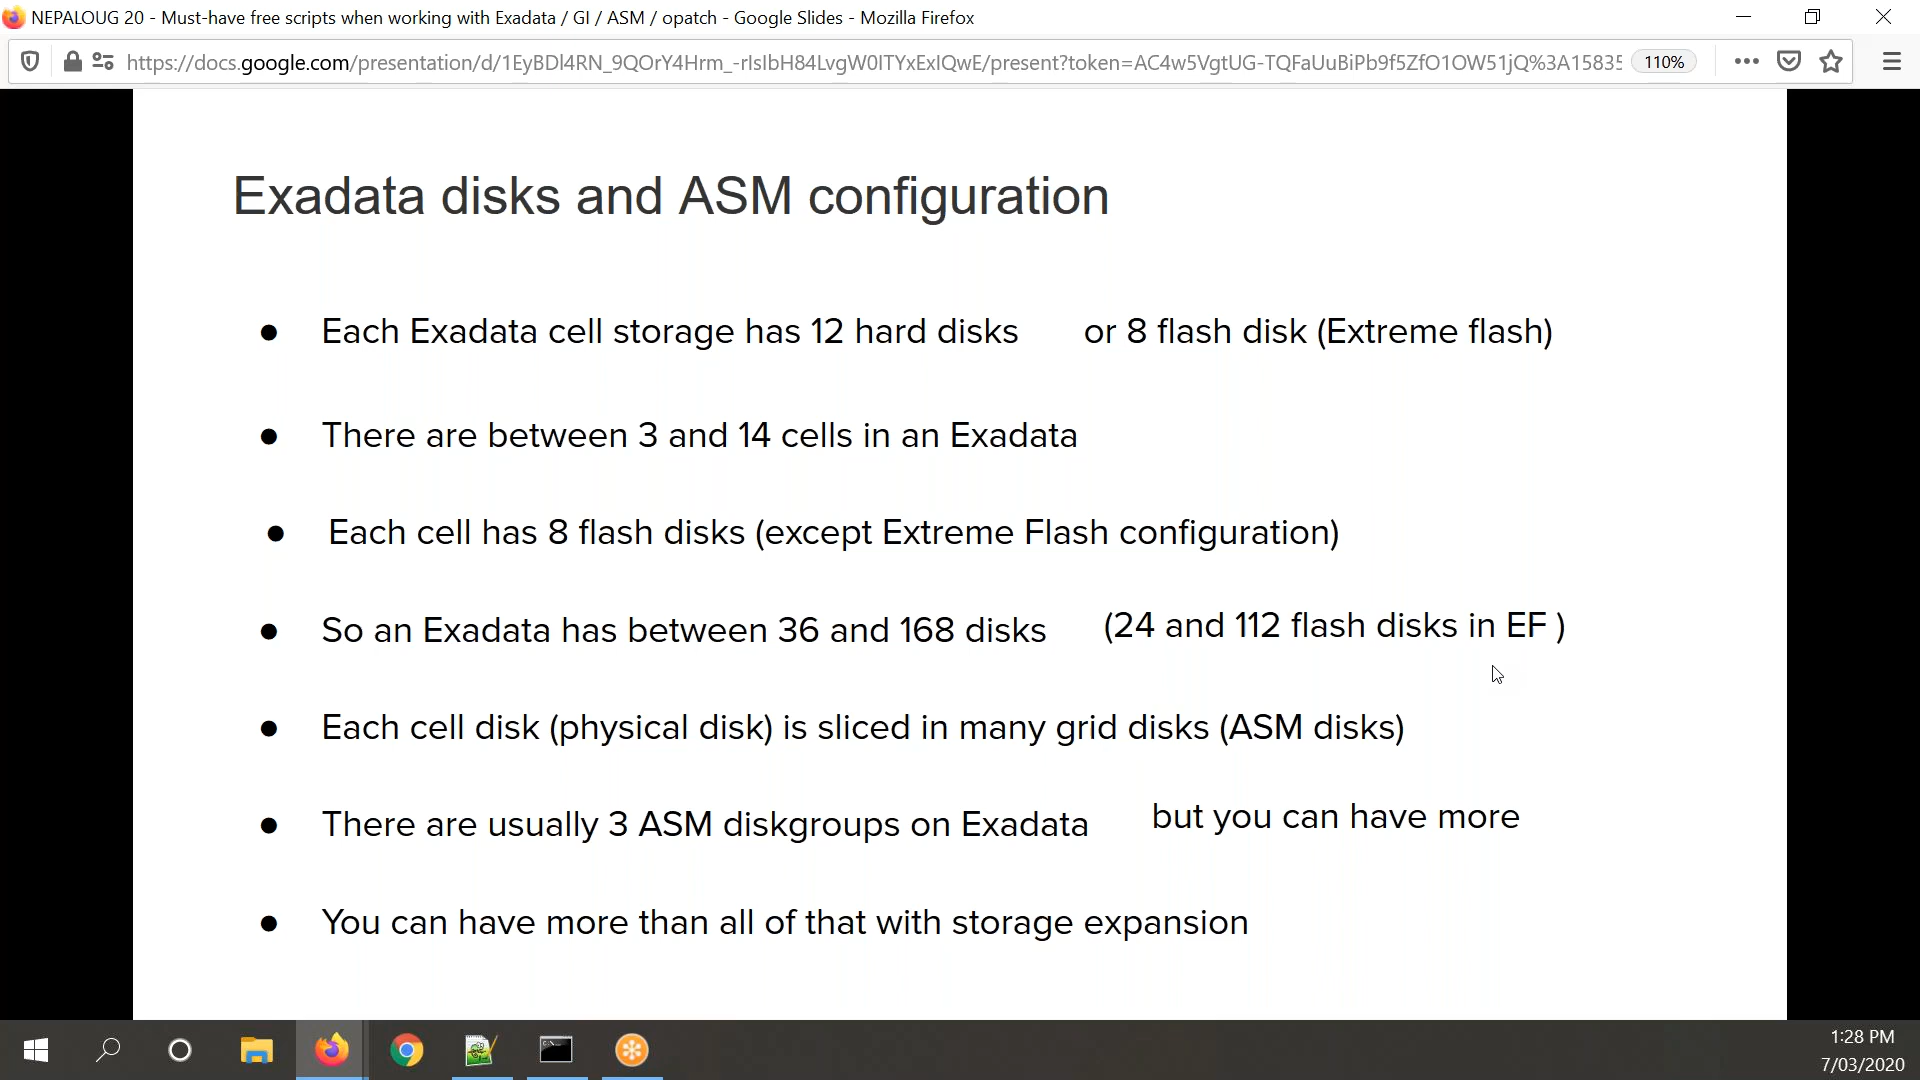 NEPALOUG 20 - Must-have free scripts when working with Exadata / GI / ASM / opatch - Google Slides - Mozilla Firefox
https://docs.google.com/presentation/d/1EyBDl4RN_9QOrY4Hrm_-rIsIbH84LvgW0ITYxExIQwE/present?token=AC4w5VgtUG-TQFaUuBiPb9f5ZfO1OW51jQ%3A15835 110%
Exadata disks and ASM configuration
● Each Exadata cell storage has 12 hard disks or 8 flash disk (Extreme flash)
● There are between 3 and 14 cells in an Exadata
● Each cell has 8 flash disks (except Extreme Flash configuration)
● So an Exadata has between 36 and 168 disks (24 and 112 flash disks in EF )
● Each cell disk (physical disk) is sliced in many grid disks (ASM disks)
● There are usually 3 ASM diskgroups on Exadata but you can have more
● You can have more than all of that with storage expansion
1:28 PM
7/03/2020